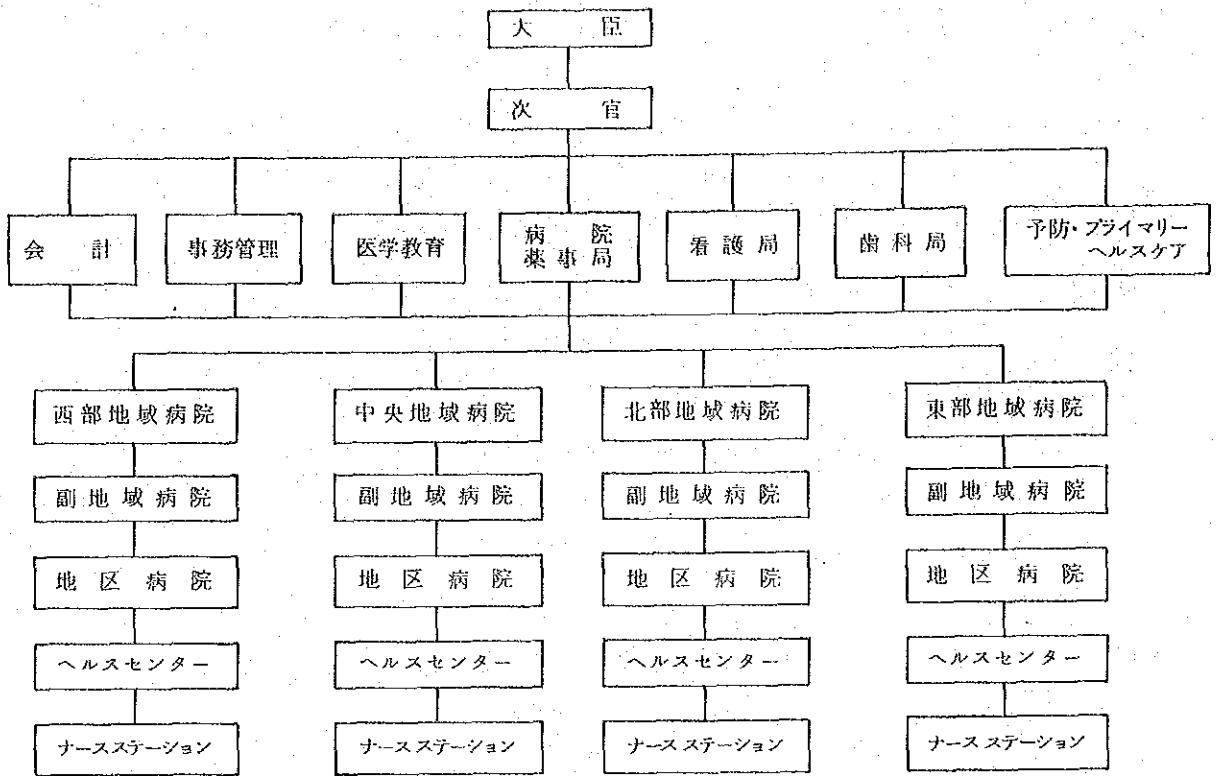 大臣
次官
会計
事務管理
医学教育
病院
薬事局
看護局
歯科局
予防・プライマリー
ヘルスケア
西部地域病院
中央地域病院
北部地域病院
東部地域病院
副地域病院
副地域病院
副地域病院
副地域病院
地区病院
地区病院
地区病院
地区病院
ヘルスセンター
ヘルスセンター
ヘルスセンター
ヘルスセンター
ナースステーション
ナースステーション
ナースステーション
ナースステーション